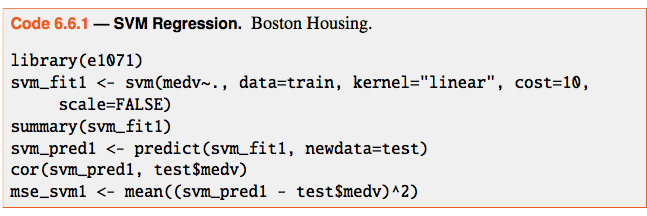 Code 6.6.1 — SVM Regression. Boston Housing.
library(e1071)
svm_fit1 <- svm(medv~., data=train, kernel="linear", cost=10,
scale=FALSE)
summary(svm_fit1)
svm_pred1 <- predict(svm_fit1, newdata=test)
cor(svm_pred1, test$medv)
mse_svm1 <- mean((svm_pred1 - test$medv)^2)